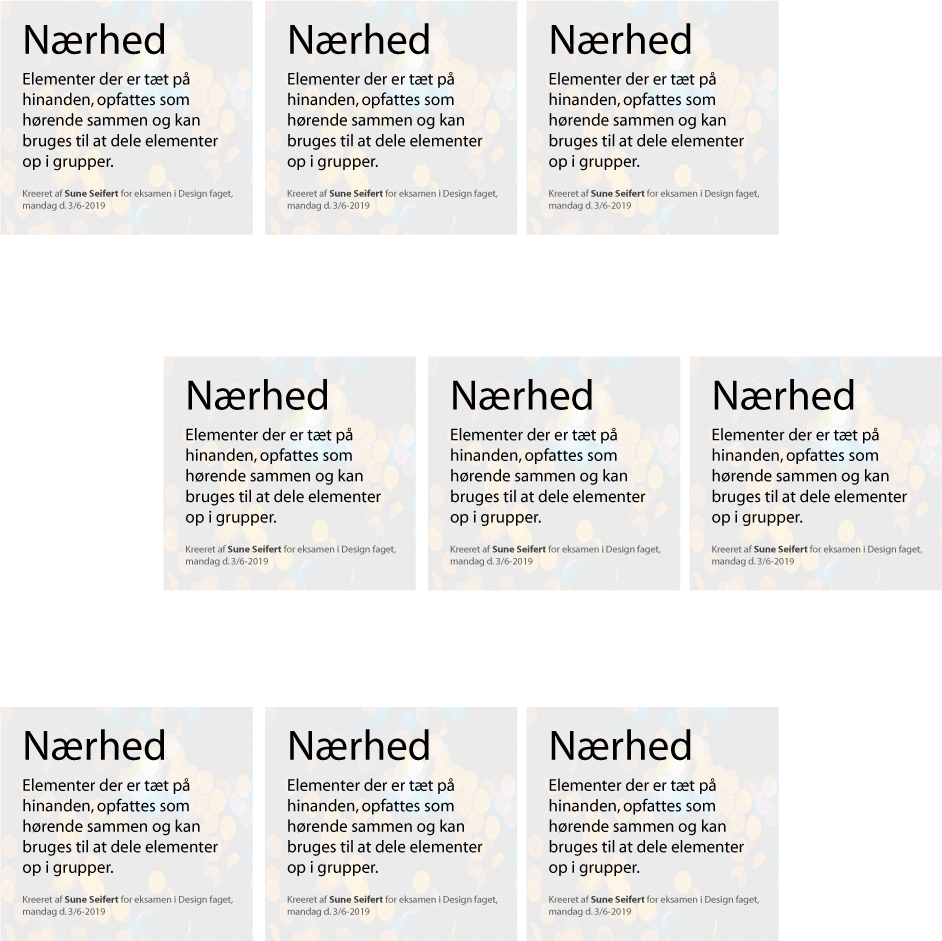 Nærhed
Elementer der er tæt på
hinanden, opfattes som
hørende sammen og kan
bruges til at dele elementer
op i grupper.
Kreeret af Sune Seifert for eksamen i Design faget,
mandag d. 3/6-2019
Nærhed
Elementer der er tæt på
hinanden, opfattes som
hørende sammen og kan
bruges til at dele elementer
op i grupper.
Kreeret af Sune Seifert for eksamen i Design faget,
mandag d. 3/6-2019
Nærhed
Elementer der er tæt på
hinanden, opfattes som
hørende sammen og kan
bruges til at dele elementer
op i grupper.
Kreeret af Sune Seifert for eksamen i Design faget,
mandag d. 3/6-2019
Nærhed
Elementer der er tæt på
hinanden, opfattes som
hørende sammen og kan
bruges til at dele elementer
op i grupper.
Kreeret af Sune Seifert for eksamen i Design faget,
mandag d. 3/6-2019
Nærhed
Elementer der er tæt på
hinanden, opfattes som
hørende sammen og kan
bruges til at dele elementer
op i grupper.
Kreeret af Sune Seifert for eksamen i Design faget,
mandag d. 3/6-2019
Nærhed
Elementer der er tæt på
hinanden, opfattes som
hørende sammen og kan
bruges til at dele elementer
op i grupper.
Kreeret af Sune Seifert for eksamen i Design faget,
mandag d. 3/6-2019
Nærhed
Elementer der er tæt på
hinanden, opfattes som
hørende sammen og kan
bruges til at dele elementer
op i grupper.
Kreeret af Sune Seifert for eksamen i Design faget,
mandag d. 3/6-2019
Nærhed
Elementer der er tæt på
hinanden, opfattes som
hørende sammen og kan
bruges til at dele elementer
op i grupper.
Kreeret af Sune Seifert for eksamen i Design faget,
mandag d. 3/6-2019
Nærhed
Elementer der er tæt på
hinanden, opfattes som
hørende sammen og kan
bruges til at dele elementer
op i grupper.
Kreeret af Sune Seifert for eksamen i Design faget,
mandag d. 3/6-2019